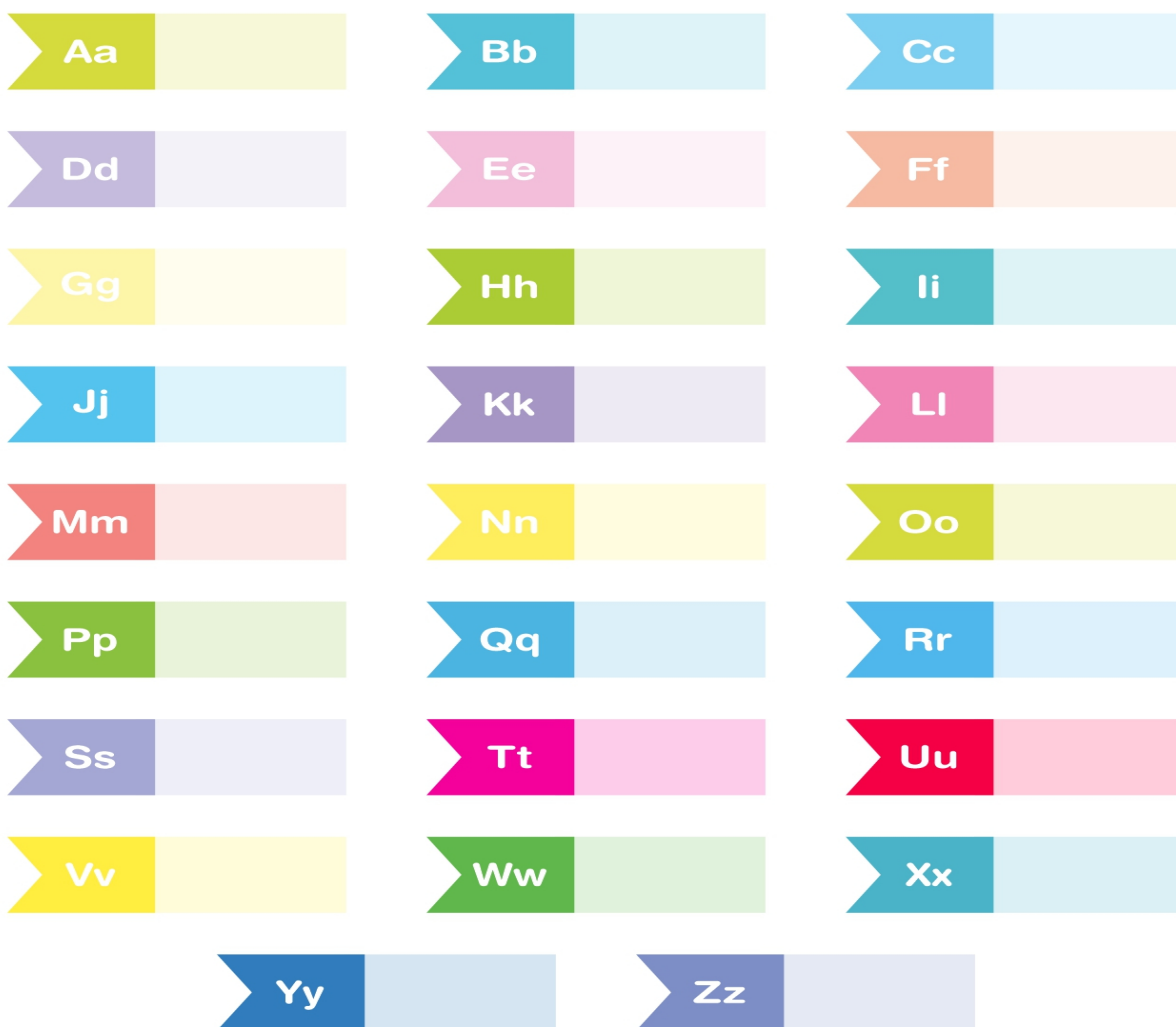 Aa Bb Cc
Dd Ee Ff
Gg Hh Ii
Jj Kk Ll
Mm Nn Oo
Pp Qq Rr
Ss Tt Uu
Vv Ww Xx
Yy Zz